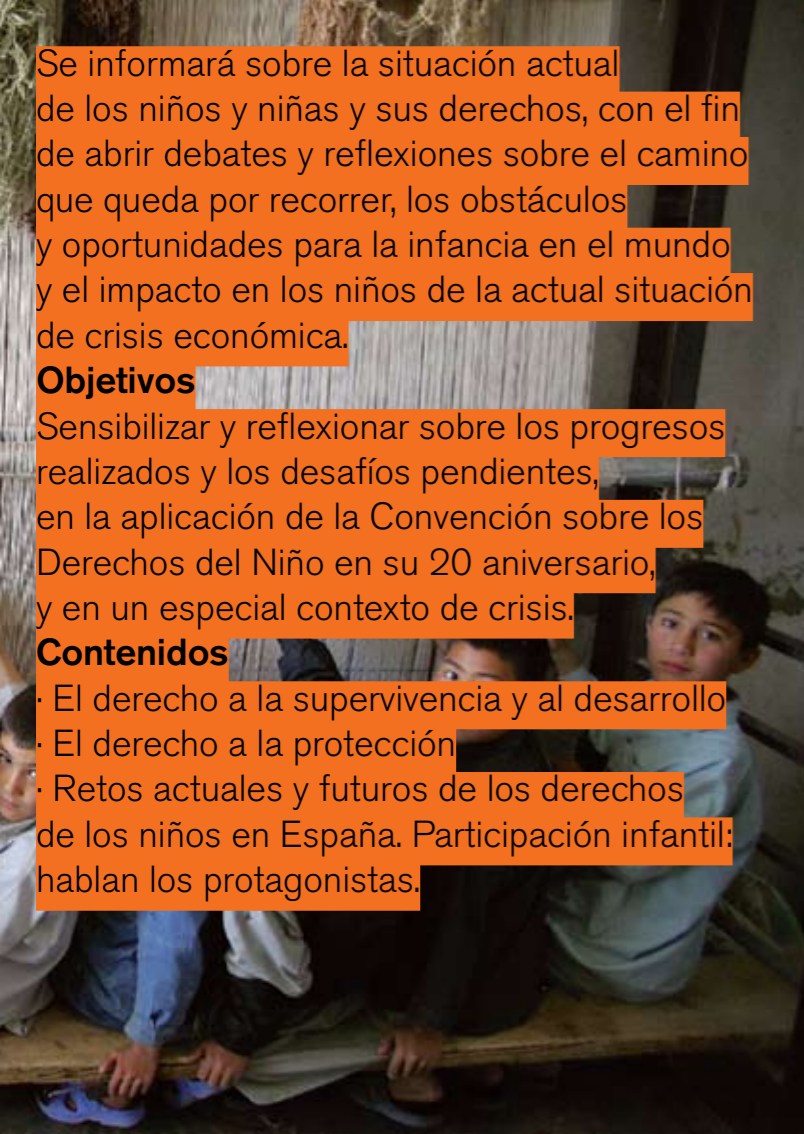 Se informará sobre la situación actual
de los niños y niñas y sus derechos, con el fin
de abrir debates y reflexiones sobre el camino
que queda por recorrer, los obstáculos
y oportunidades para la infancia en el mundo
y el impacto en los niños de la actual situación
de crisis económica.
Objetivos
Sensibilizar y reflexionar sobre los progresos
realizados y los desafíos pendientes,
en la aplicación de la Convención sobre los
Derechos del Niño en su 20 aniversario,
y en un especial contexto de crisis.
Contenidos
· El derecho a la supervivencia y al desarrollo
· El derecho a la protección
· Retos actuales y futuros de los derechos
de los niños en España. Participación infantil:
hablan los protagonistas.